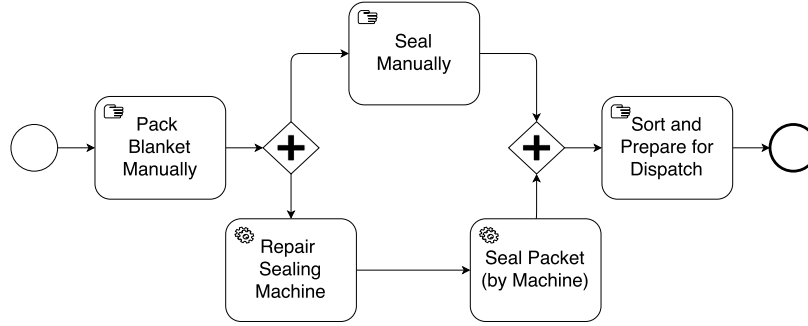 Pack
Blanket
Manually
Seal
Manually
Repair
Sealing
Machine
Seal Packet
(by Machine)
Sort and
Prepare for
Dispatch